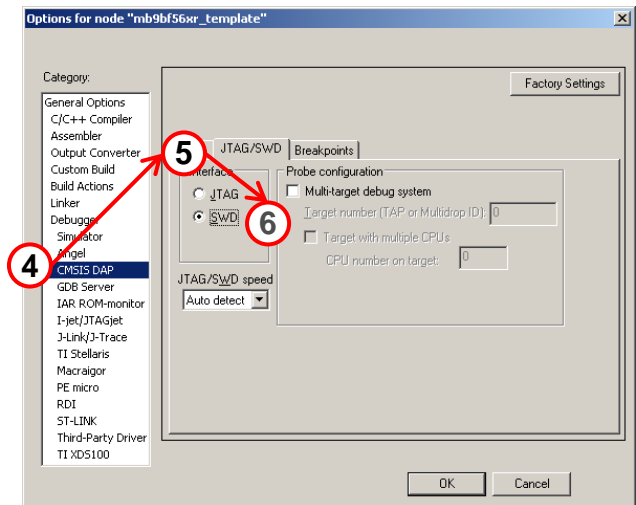 Options for node "mb9bf56xr_template"
Category:
Factory Settings
General Options
C/C++ Compiler
Assembler
Output Converter
Custom Build
Build Actions
Linker
Debugger
Simulator
Angel
CMSIS DAP
GDB Server
IAR ROM-monitor
I-jet/JTAGjet
J-Link/J-Trace
TI Stellaris
Macraigor
PE micro
RDI
ST-LINK
Third-Party Driver
TI XDS100
4
5
6
JTAG/SWD
Breakpoints
Interface
JTAG
SWD
JTAG/SWD speed
Auto detect
Probe configuration
Multi-target debug system
Target number (TAP or Multidrop ID): 0
Target with multiple CPUs
CPU number on target: 0
OK
Cancel